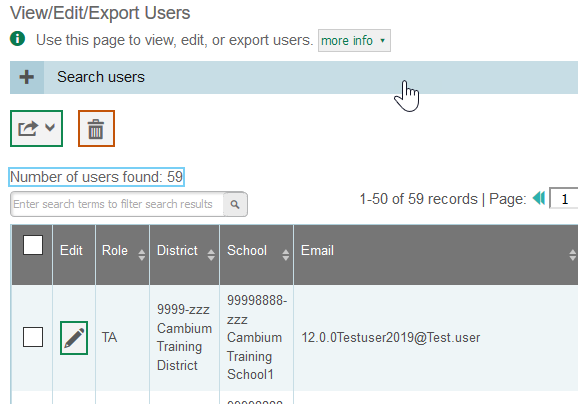 View/Edit/Export Users
Use this page to view, edit, or export users. more info
Search users
Number of users found: 59
Enter search terms to filter search results
1-50 of 59 records | Page: 1
Edit Role District School Email
TA
9999-zzz
Cambium
Training
District
99998888-
zzz
Cambium
Training
School1
12.0.0Testuser2019@Test.user